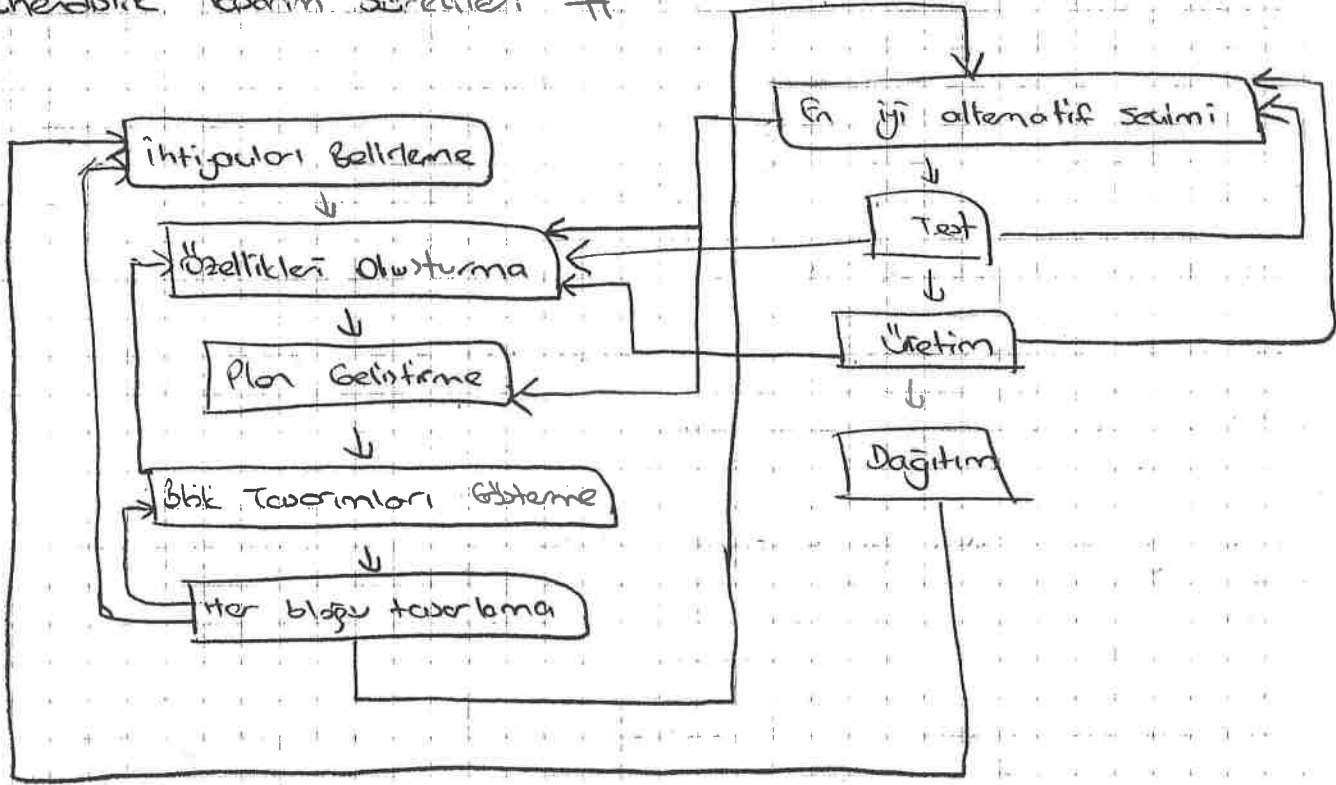 Tasarım Süreçleri
İhtiyaçları Belirleme
Özellikleri Oluşturma
Plan Geliştirme
Blok Tasarımları Gösterme
Her bloğu tasarlama
En iyi alternatif Seçimi
Test
Üretim
Dağıtım